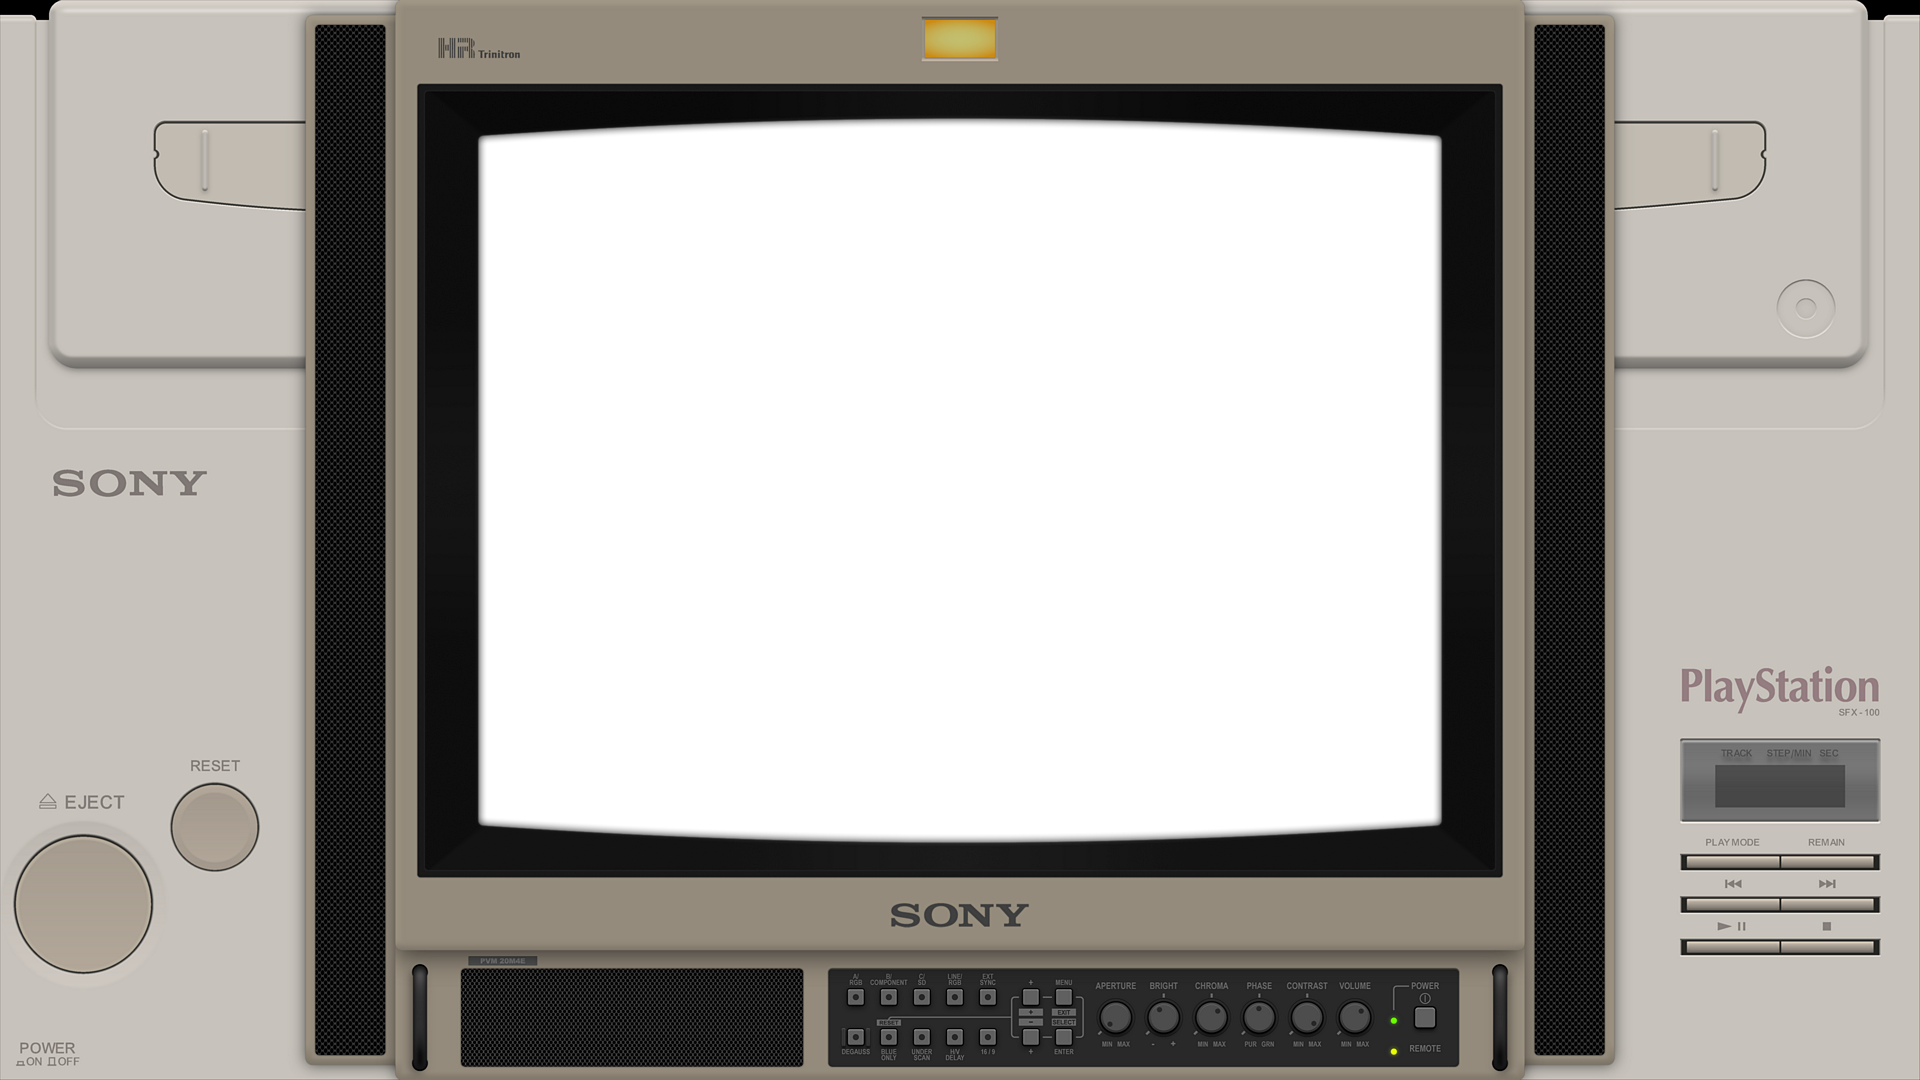 HR Trinitron
SONY
RESET
EJECT
POWER
ON OFF
PlayStation
SFX-100
TRACK STEP/MIN SEC
PLAY MODE REMAIN
SONY
PVM 20M4E
A/ RGB
B/ COMPONENT
C/ SD
LINE/ RGB
EXT SYNC
+
MENU
RESET
+
-
EXIT
SELECT
DEGAUSS
BLUE ONLY
UNDER SCAN
H/V DELAY
16/9
+
ENTER
APERTURE BRIGHT CHROMA PHASE CONTRAST VOLUME
MIN MAX - + MIN MAX PUR GRN MIN MAX MIN MAX
POWER
REMOTE